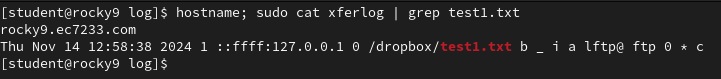 [student@rocky9 log]$ hostname; sudo cat xferlog | grep test1.txt
rocky9.ec7233.com
Thu Nov 14 12:58:38 2024 1 ::ffff:127.0.0.1 0 /dropbox/test1.txt b _ i a lftp@ ftp 0 * c
[student@rocky9 log]$